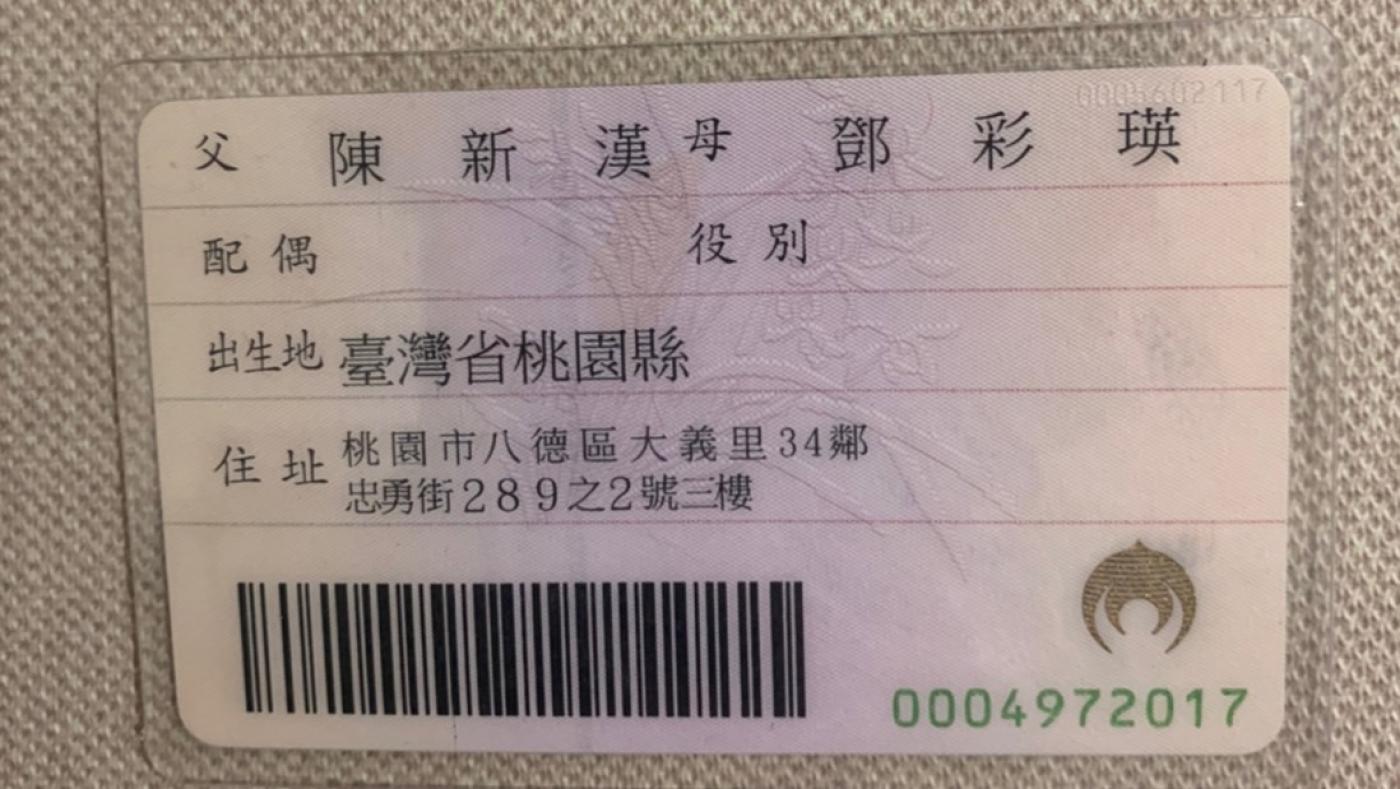 父 陳新漢 母 鄧彩瑛
配偶 役別
出生地 臺灣省桃園縣
住址 桃園市八德區大義里34鄰
忠勇街289之2號三樓
0004972017